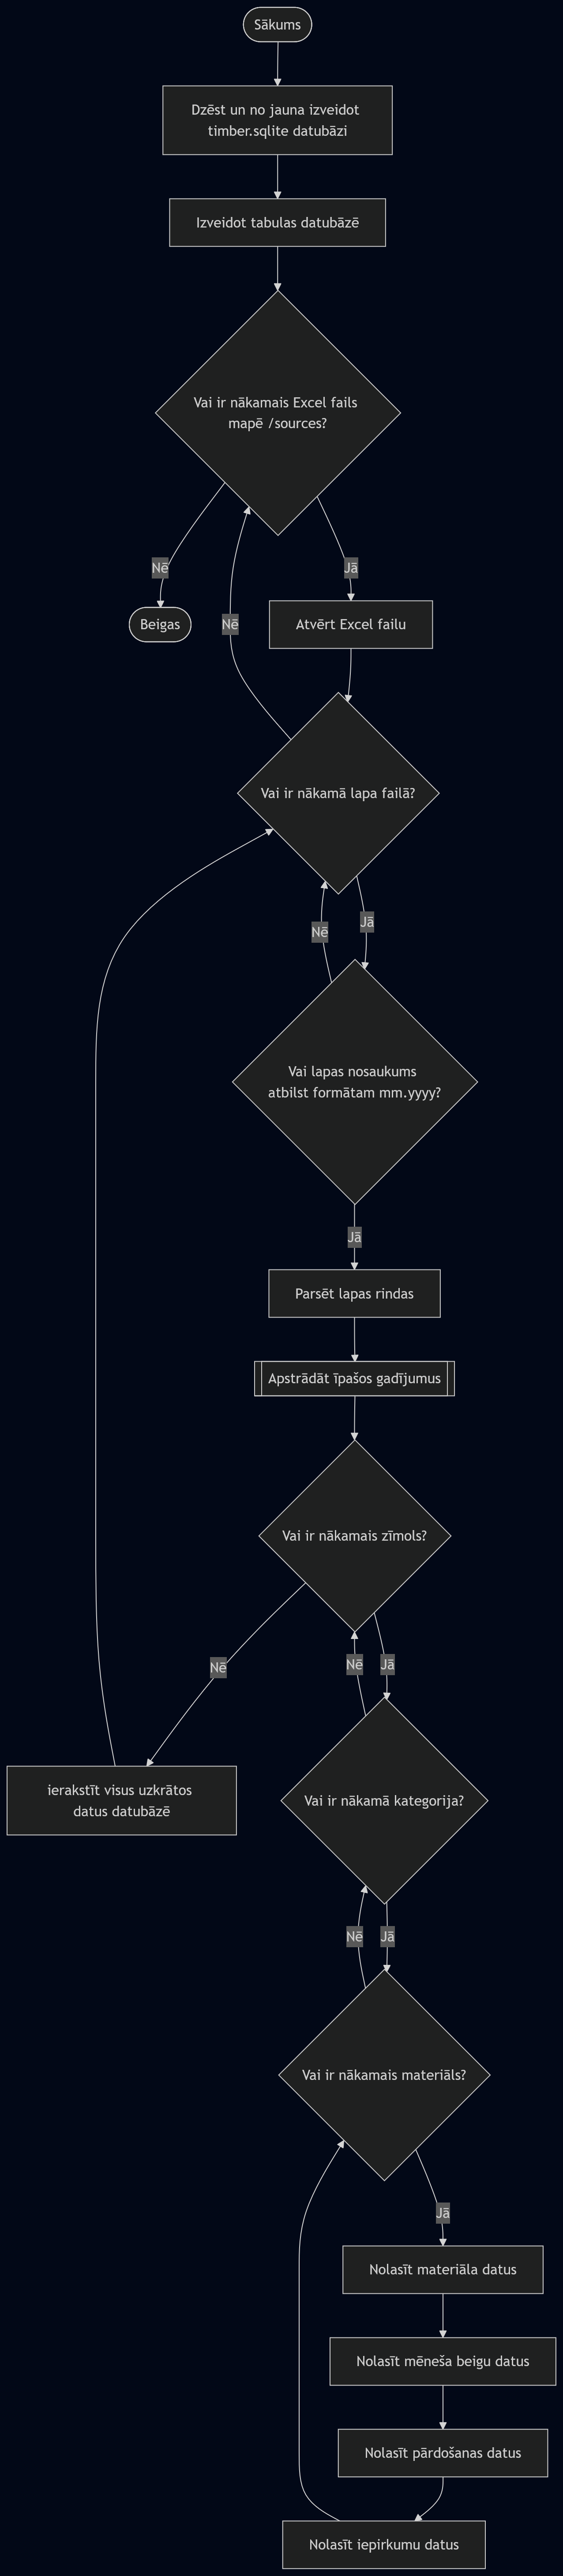 Sākums
Dzēst un no jauna izveidot
timber.sqlite datubāzi
Izveidot tabulas datubāzē
Vai ir nākamais Excel fails
mapē /sources?
Nē
Jā
Beigas
Nē
Atvērt Excel failu
Vai ir nākamā lapa failā?
Nē
Jā
Vai lapas nosaukums
atbilst formātam mm.yyyy?
Jā
Parsēt lapas rindas
Apstrādāt īpašos gadījumus
Vai ir nākamais zīmols?
Nē
Nē
Jā
ierakstīt visus uzkrātos
datus datubāzē
Vai ir nākamā kategorija?
Nē
Jā
Vai ir nākamais materiāls?
Jā
Nolasīt materiāla datus
Nolasīt mēneša beigu datus
Nolasīt pārdošanas datus
Nolasīt iepirkumu datus